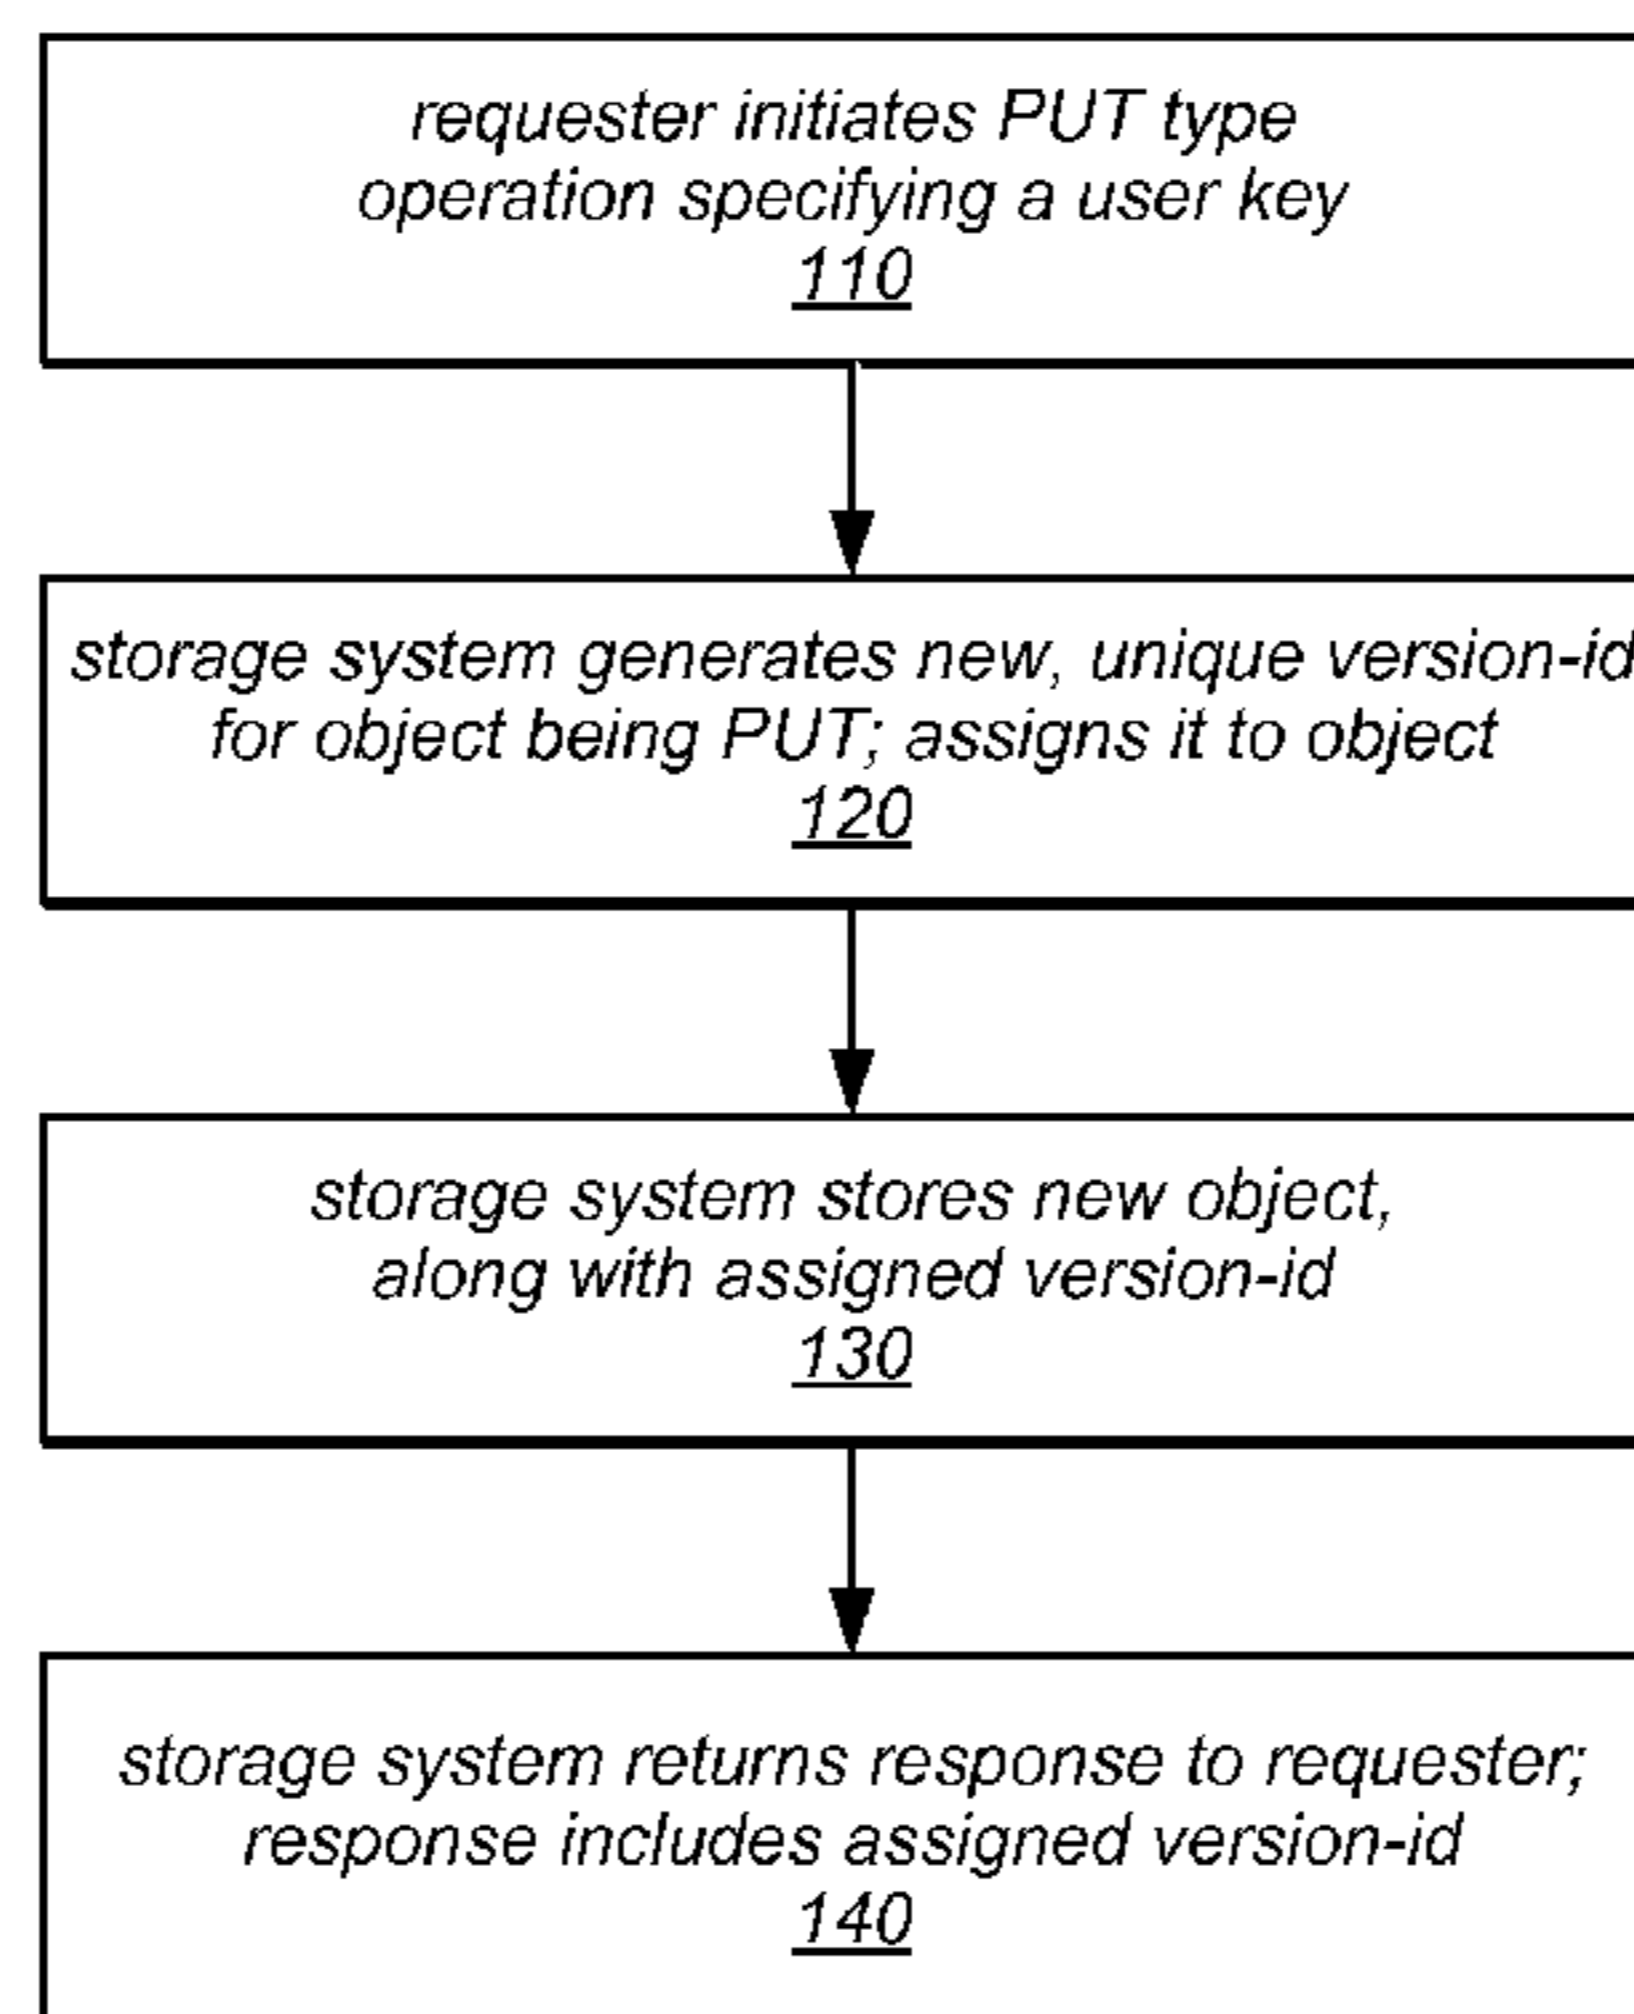 requester initiates PUT type
operation specifying a user key
110
storage system generates new, unique version-id
for object being PUT; assigns it to object
120
storage system stores new object,
along with assigned version-id
130
storage system returns response to requester;
response includes assigned version-id
140